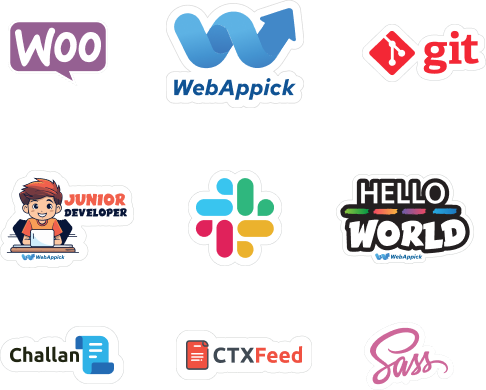 WOO
WebAppick
git
JUNIOR
DEVELOPER
WebAppick
HELLO
WORLD
WebAppick
Challan
CTXFeed
Sass